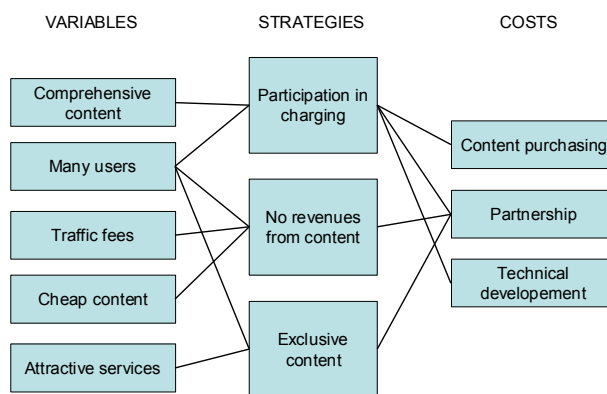 VARIABLES
STRATEGIES
COSTS
Comprehensive
content
Many users
Traffic fees
Cheap content
Attractive services
Participation in
charging
No revenues
from content
Exclusive
content
Content purchasing
Partnership
Technical
developement